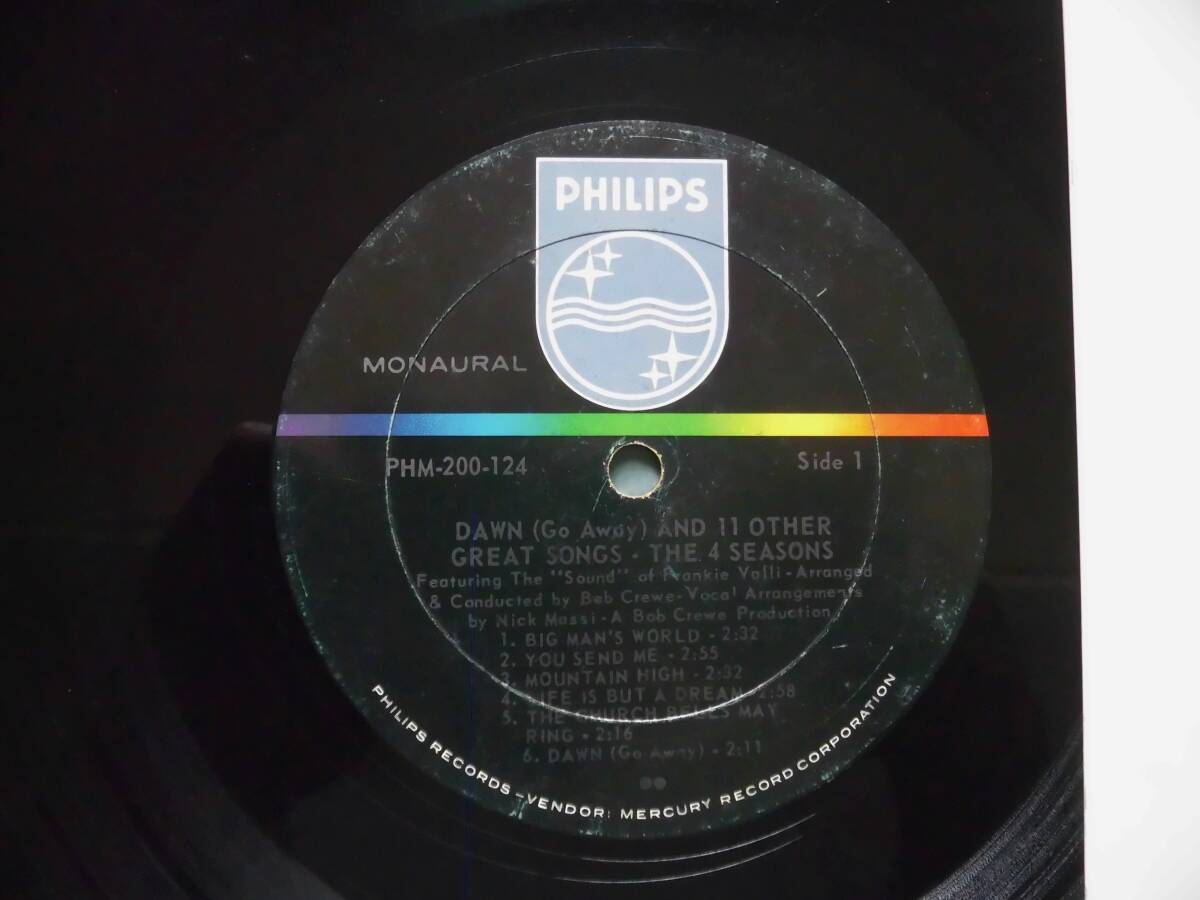 PHILIPS
MONAURAL
PHM-200-124
Side 1
DAWN (Go Away) AND 11 OTHER
GREAT SONGS - THE 4 SEASONS
Featuring The "Sound" of Frankie Valli - Arranged
& Conducted by Bob Crewe - Vocal Arrangements
by Nick Massi - A Bob Crewe Production
1. BIG MAN'S WORLD - 2:32
2. YOU SEND ME - 2:55
3. MOUNTAIN HIGH - 2:32
4. LIFE IS BUT A DREAM - 2:58
5. THE CHURCH BELLS MAY
RING - 2:16
6. DAWN (Go Away) - 2:11
PHILIPS RECORDS - VENDOR: MERCURY RECORD CORPORATION